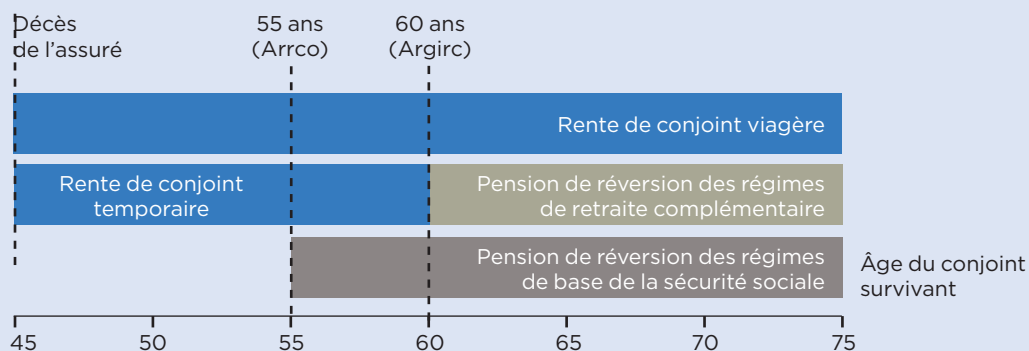 Décès
de l'assuré
55 ans
(Arrco)
60 ans
(Argirc)
Rente de conjoint viagère
Rente de conjoint
temporaire
Pension de réversion des régimes
de retraite complémentaire
Pension de réversion des régimes
de base de la sécurité sociale
Âge du conjoint
survivant
45 50 55 60 65 70 75